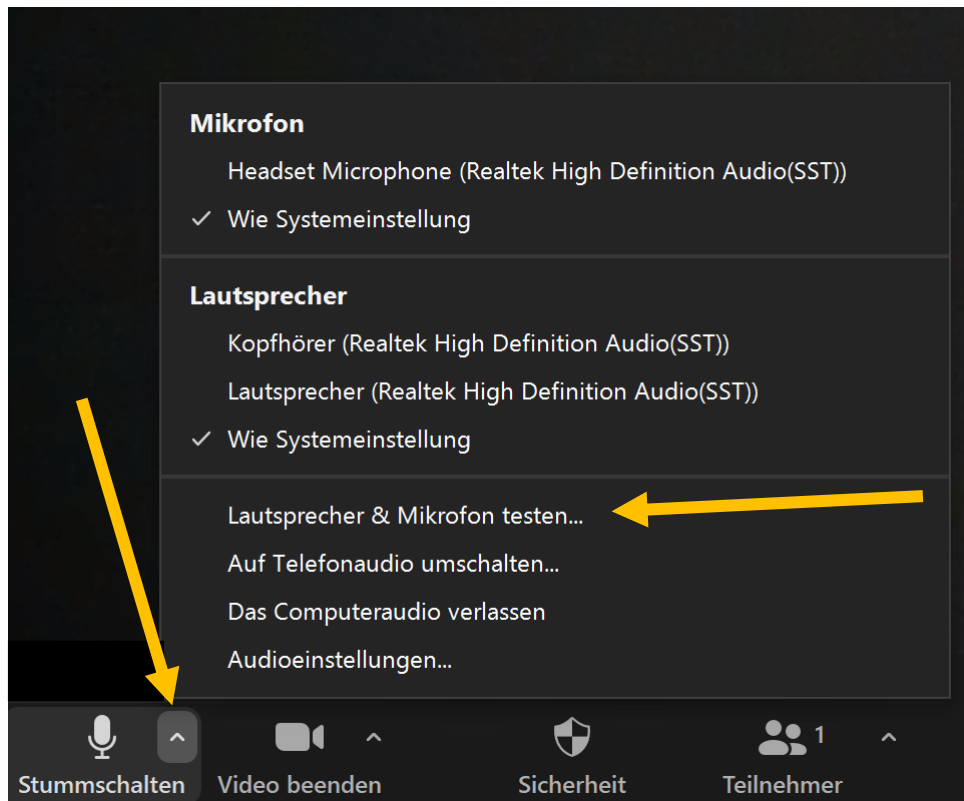 Mikrofon
Headset Microphone (Realtek High Definition Audio(SST))
Wie Systemeinstellung
Lautsprecher
Kopfhörer (Realtek High Definition Audio(SST))
Lautsprecher (Realtek High Definition Audio(SST))
Wie Systemeinstellung
Lautsprecher & Mikrofon testen...
Auf Telefonaudio umschalten...
Das Computeraudio verlassen
Audioeinstellungen...
1
Stummschalten Video beenden Sicherheit Teilnehmer